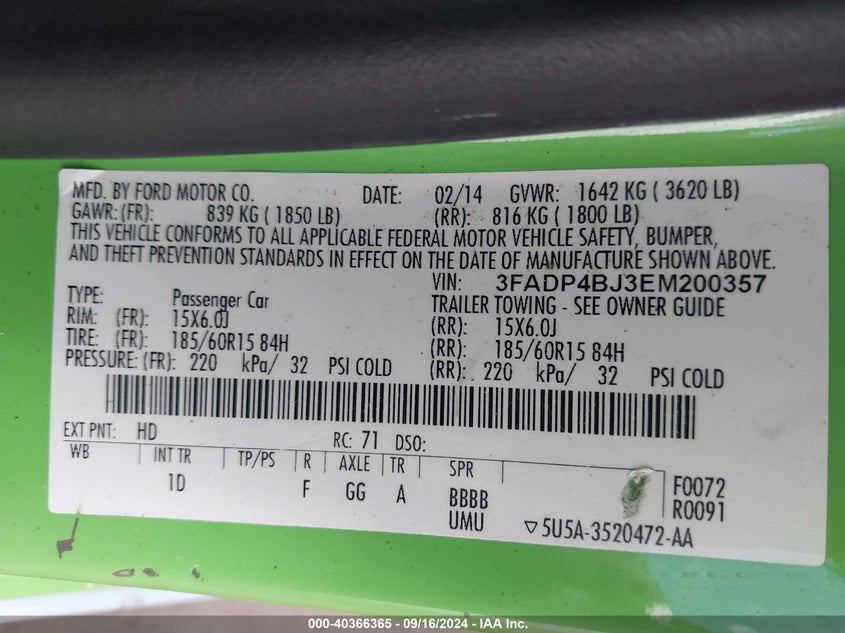 MFD. BY FORD MOTOR CO. DATE: 02/14 GVWR: 1642 KG ( 3620 LB)
GAWR: (FR): 839 KG ( 1850 LB) (RR): 816 KG ( 1800 LB)
THIS VEHICLE CONFORMS TO ALL APPLICABLE FEDERAL MOTOR VEHICLE SAFETY, BUMPER,
AND THEFT PREVENTION STANDARDS IN EFFECT ON THE DATE OF MANUFACTURE SHOWN ABOVE.
VIN: 3FADP4BJ3EM200357
TYPE: Passenger Car TRAILER TOWING - SEE OWNER GUIDE
RIM: (FR): 15X6.0J (RR): 15X6.0J
TIRE: (FR): 185/60R15 84H (RR): 185/60R15 84H
PRESSURE: (FR): 220 kPa/ 32 PSI COLD (RR): 220 kPa/ 32 PSI COLD
EXT PNT: HD RC: 71 DSO:
WB INT TR TP/PS R AXLE TR SPR
1D F GG A BBBB
UMU
F0072
R0091
▽5U5A-3520472-AA
000-40366365 - 09/16/2024 - IAA Inc.